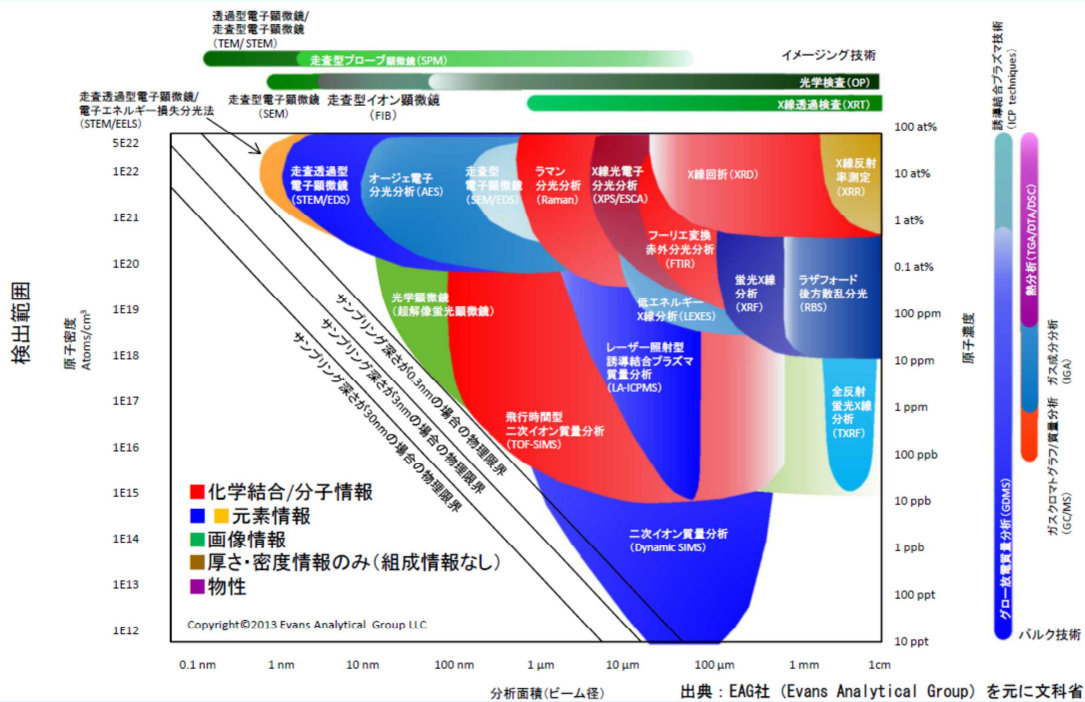 透過型電子顕微鏡/
走査型電子顕微鏡
(TEM/STEM)
走査型プローブ顕微鏡(SPM)
イメージング技術
光学検査(OP)
走査透過型電子顕微鏡/
電子エネルギー損失分光法
(STEM/EELS)
走査型電子顕微鏡
(SEM)
走査型イオン顕微鏡
(FIB)
X線透過検査(XRT)
誘導結合プラズマ技術
(ICP techniques)
検出範囲
原子密度
Atoms/cm³
5E22
1E22
1E21
1E20
1E19
1E18
1E17
1E16
1E15
1E14
1E13
1E12
走査透過型
電子顕微鏡
(STEM/EDS)
オージェ電子
分光分析(AES)
走査型
電子顕微鏡
(SEM/EDS)
ラマン
分光分析
(Raman)
X線光電子
分光分析
(XPS/ESCA)
X線回折(XRD)
X線反射
率測定
(XRR)
フーリエ変換
赤外分光分析
(FTIR)
光学顕微鏡
(超解像蛍光顕微鏡)
低エネルギー
X線分析(LEXES)
蛍光X線
分析
(XRF)
ラザフォード
後方散乱分光
(RBS)
レーザー照射型
誘導結合プラズマ
質量分析
(LA-ICPMS)
飛行時間型
二次イオン質量分析
(TOF-SIMS)
全反射
蛍光X線
分析
(TXRF)
二次イオン質量分析
(Dynamic SIMS)
サンプリング深さが0.3nmの場合の物理限界
サンプリング深さが3nmの場合の物理限界
サンプリング深さが30nmの場合の物理限界
化学結合/分子情報
元素情報
画像情報
厚さ・密度情報のみ(組成情報なし)
物性
Copyright©2013 Evans Analytical Group LLC
100 at%
10 at%
1 at%
0.1 at%
100 ppm
10 ppm
1 ppm
100 ppb
10 ppb
1 ppb
100 ppt
10 ppt
原子濃度
グロー放電質量分析(GDMS)
熱分析(TGA/DTA/DSC)
ガス成分分析
(IGA)
ガスクロマトグラフ/質量分析
(GC/MS)
バルク技術
0.1 nm
1 nm
10 nm
100 nm
1 µm
10 µm
100 µm
1 mm
1 cm
分析面積(ビーム径)
出典:EAG社 (Evans Analytical Group) を元に文科省